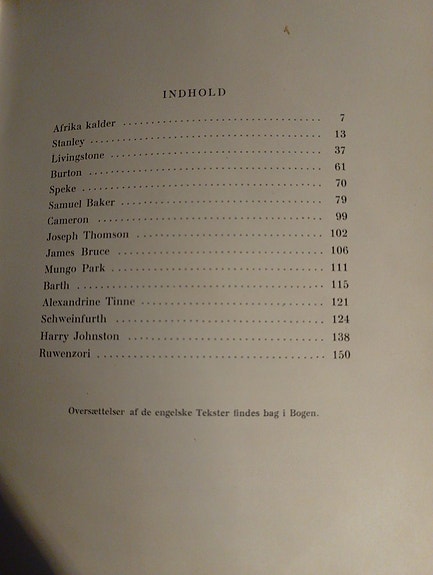 INDHOLD
Afrika kalder 7
Stanley 13
Livingstone 37
Burton 61
Speke 70
Samuel Baker 79
Cameron 99
Joseph Thomson 102
James Bruce 106
Mungo Park 111
Barth 115
Alexandrine Tinne 121
Schweinfurth 124
Harry Johnston 138
Ruwenzori 150
Oversættelser af de engelske Tekster findes bag i Bogen.